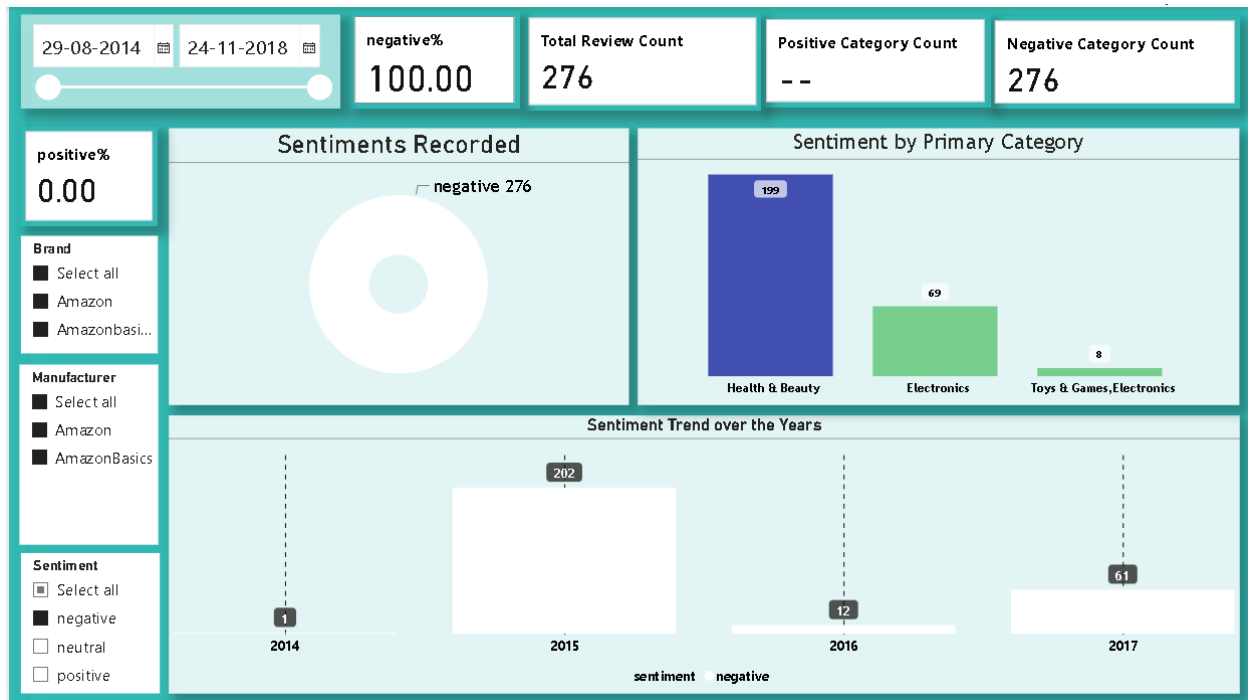 29-08-2014
24-11-2018
negative%
100.00
Total Review Count
276
Positive Category Count
--
Negative Category Count
276
positive%
0.00
Brand
Select all
Amazon
Amazonbasi...
Manufacturer
Select all
Amazon
AmazonBasics
Sentiment
Select all
negative
neutral
positive
Sentiments Recorded
negative 276
Sentiment by Primary Category
199
69
8
Health & Beauty
Electronics
Toys & Games,Electronics
Sentiment Trend over the Years
1
202
12
61
2014
2015
2016
2017
sentiment negative